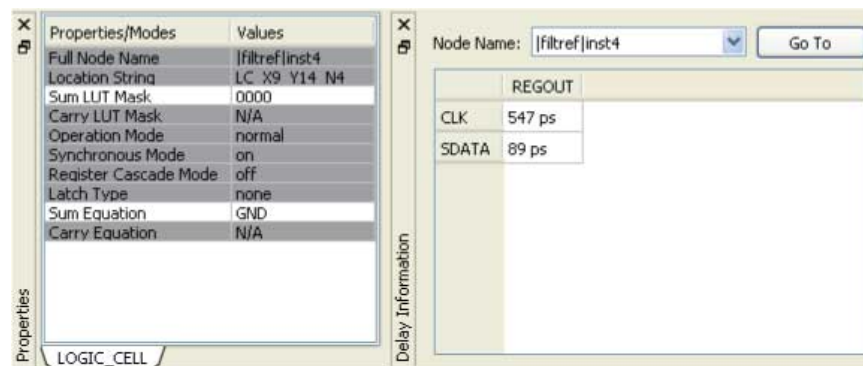 Properties/Modes Values
Full Node Name |filtref|inst4
Location String LC_X9_Y14_N4
Sum LUT Mask 0000
Carry LUT Mask N/A
Operation Mode normal
Synchronous Mode on
Register Cascade Mode off
Latch Type none
Sum Equation GND
Carry Equation N/A
Properties
LOGIC_CELL
Node Name: |filtref|inst4 Go To
REGOUT
CLK 547 ps
SDATA 89 ps
Delay Information